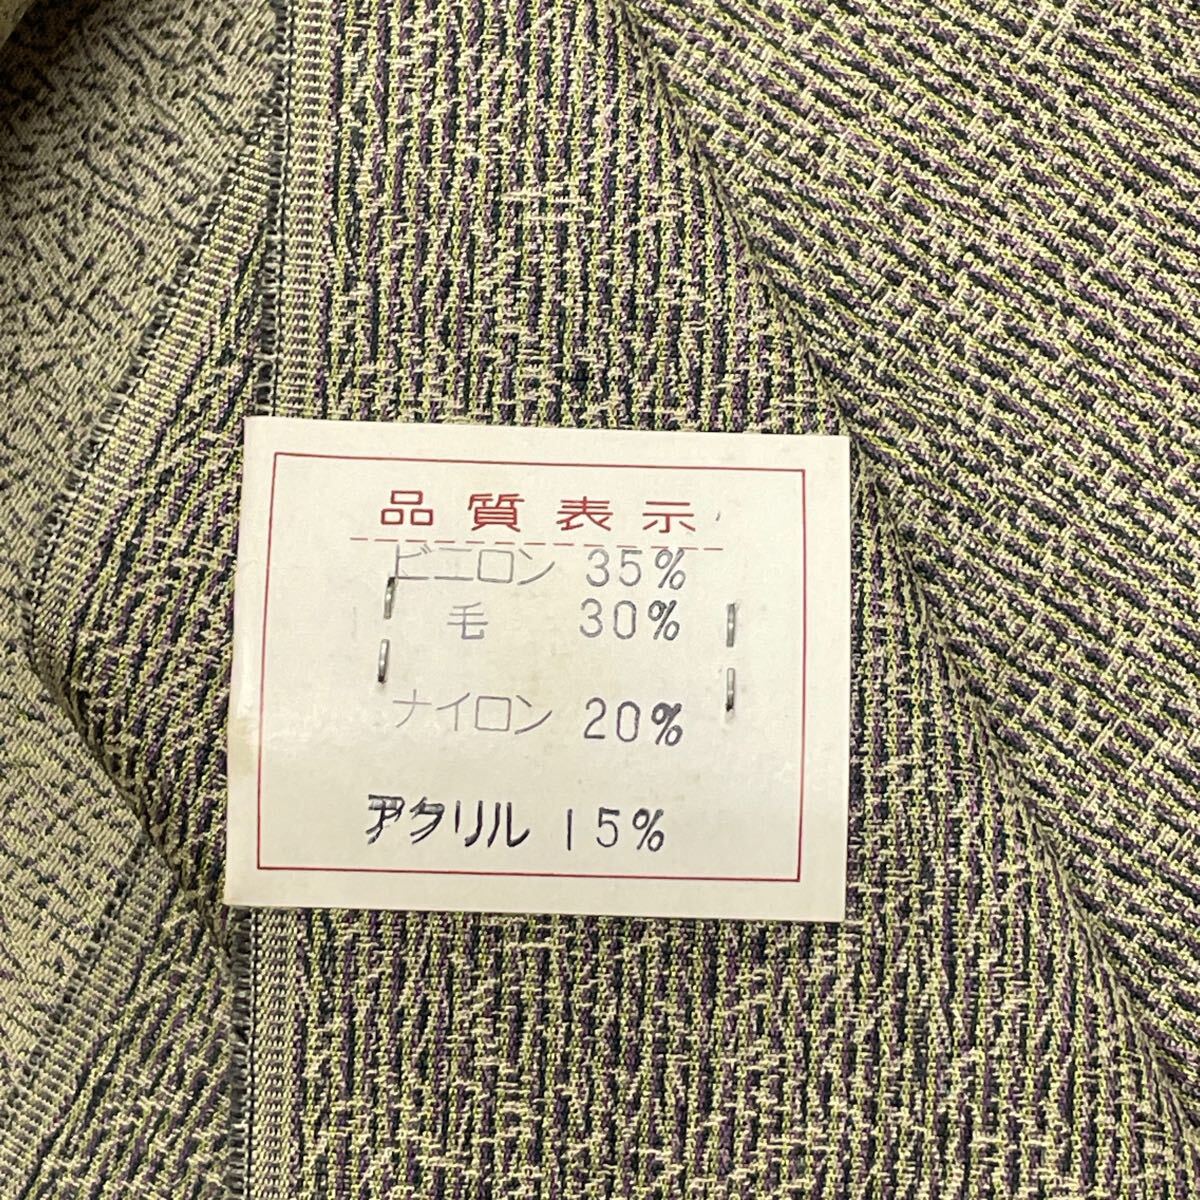 品質表示
ビニロン 35%
毛 30%
ナイロン 20%
アクリル 15%